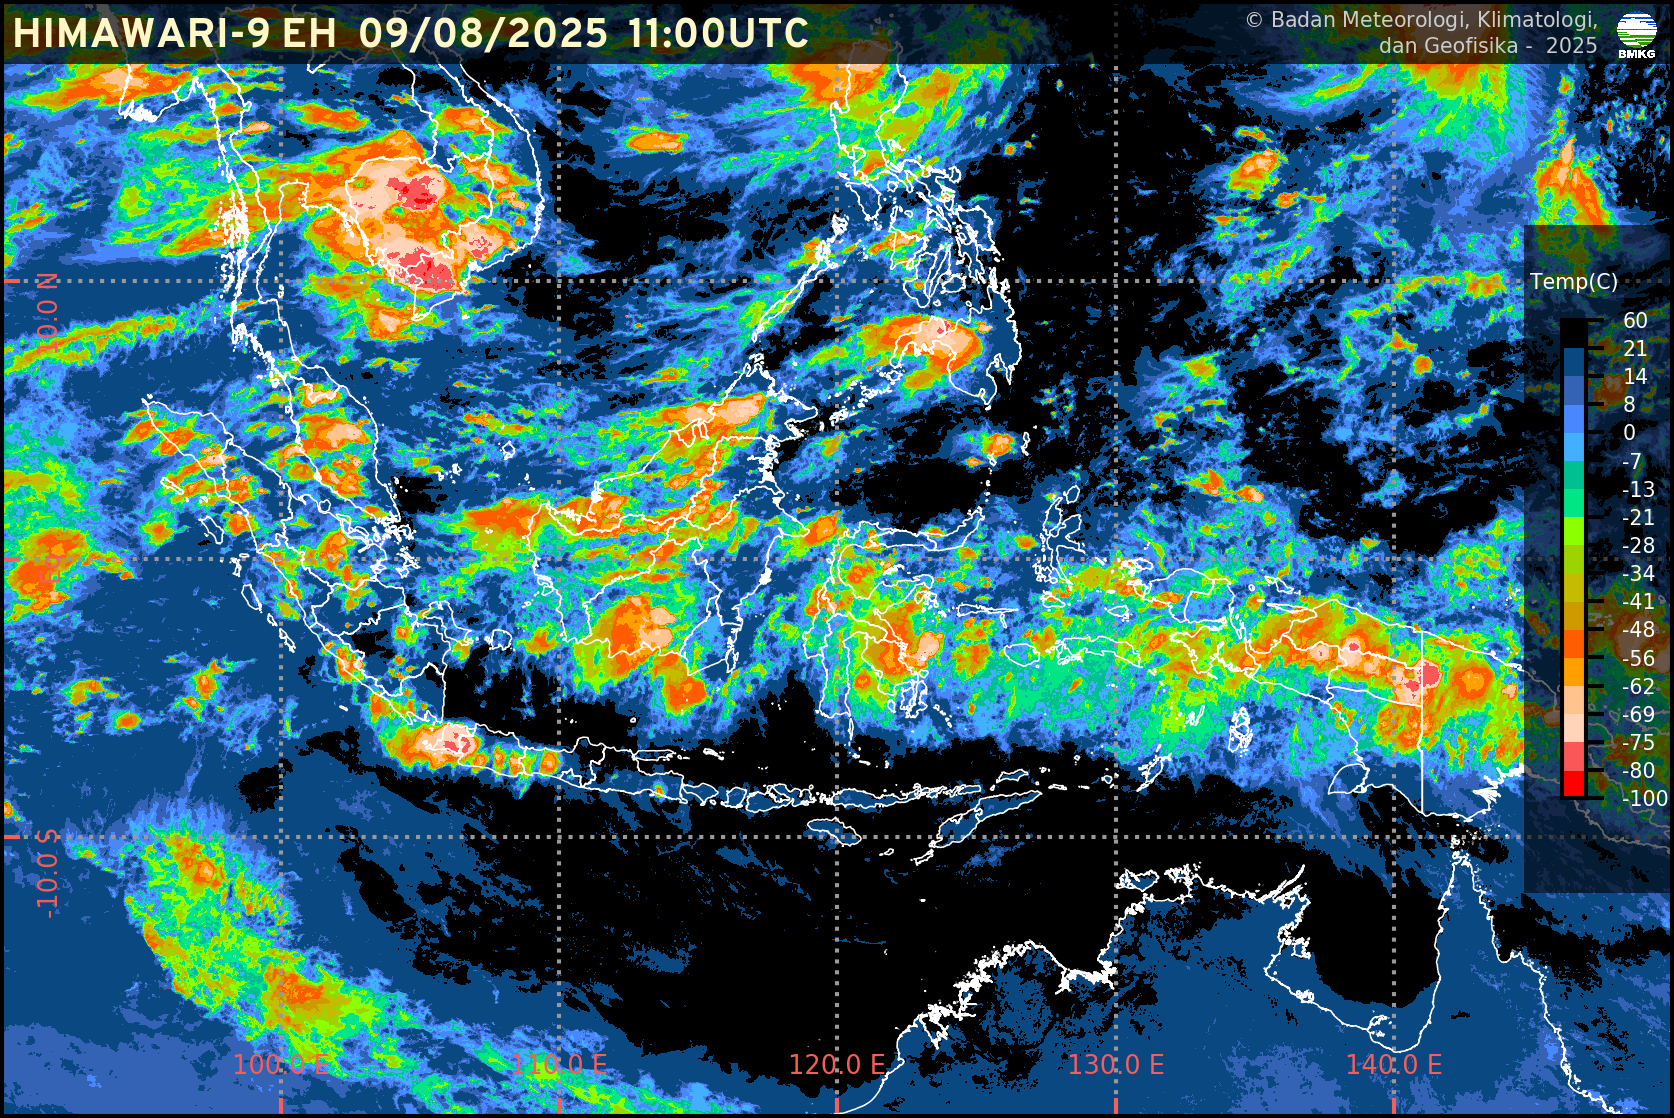 HIMAWARI-9 EH 09/08/2025 11:00UTC
© Badan Meteorologi, Klimatologi,
dan Geofisika - 2025
BMKG
Temp(C)
60
21
14
8
0
-7
-13
-21
-28
-34
-41
-48
-56
-62
-69
-75
-80
-100
0.0 N
-10.0 S
100.0 E
110.0 E
120.0 E
130.0 E
140.0 E